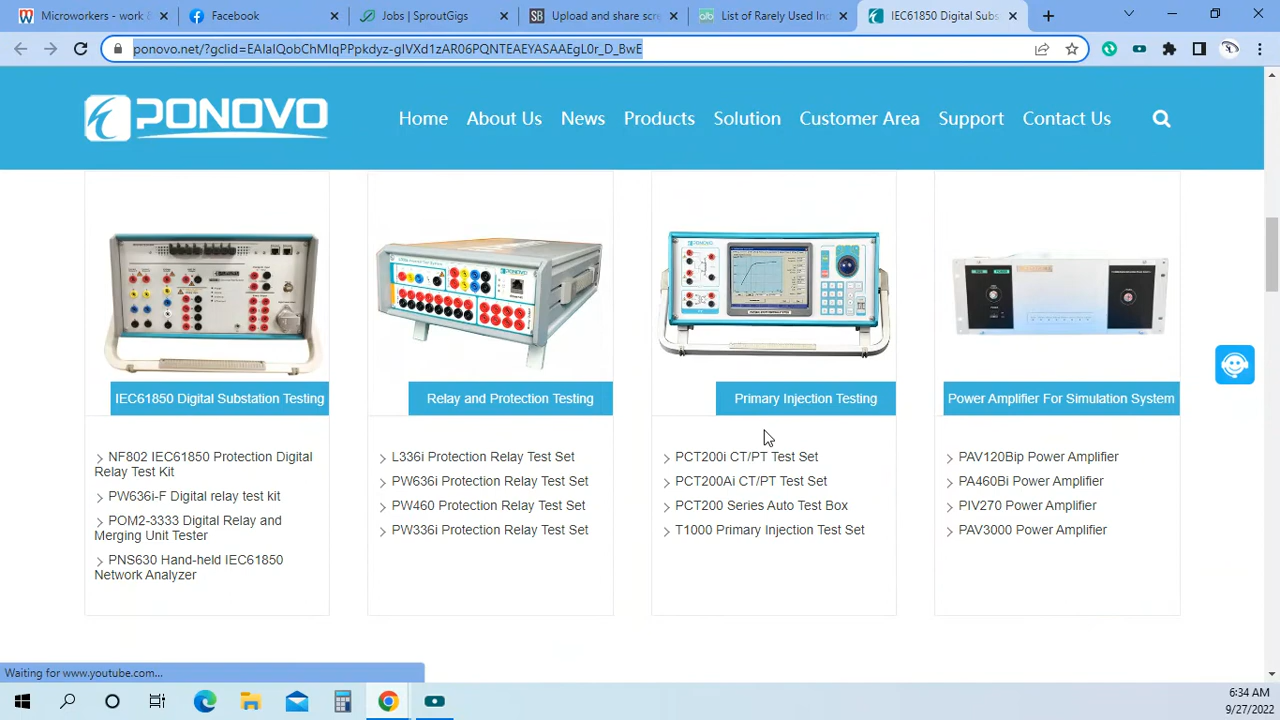 Microworkers - work &
Facebook
Jobs | SproutGigs
Upload and share scre
List of Rarely Used Ind
IEC61850 Digital Subs
ponovo.net/?gclid=EAIaIQobChMIqPPpkdyz-gIVXd1zAR06PQNTEAEYASAAEgL0r_D_BwE
PONOVO
Home About Us News Products Solution Customer Area Support Contact Us
IEC61850 Digital Substation Testing
NF802 IEC61850 Protection Digital
Relay Test Kit
PW636i-F Digital relay test kit
POM2-3333 Digital Relay and
Merging Unit Tester
PNS630 Hand-held IEC61850
Network Analyzer
Relay and Protection Testing
L336i Protection Relay Test Set
PW636i Protection Relay Test Set
PW460 Protection Relay Test Set
PW336i Protection Relay Test Set
Primary Injection Testing
PCT200i CT/PT Test Set
PCT200Ai CT/PT Test Set
PCT200 Series Auto Test Box
T1000 Primary Injection Test Set
Power Amplifier For Simulation System
PAV120Bip Power Amplifier
PA460Bi Power Amplifier
PIV270 Power Amplifier
PAV3000 Power Amplifier
Waiting for www.youtube.com...
6:34 AM
9/27/2022